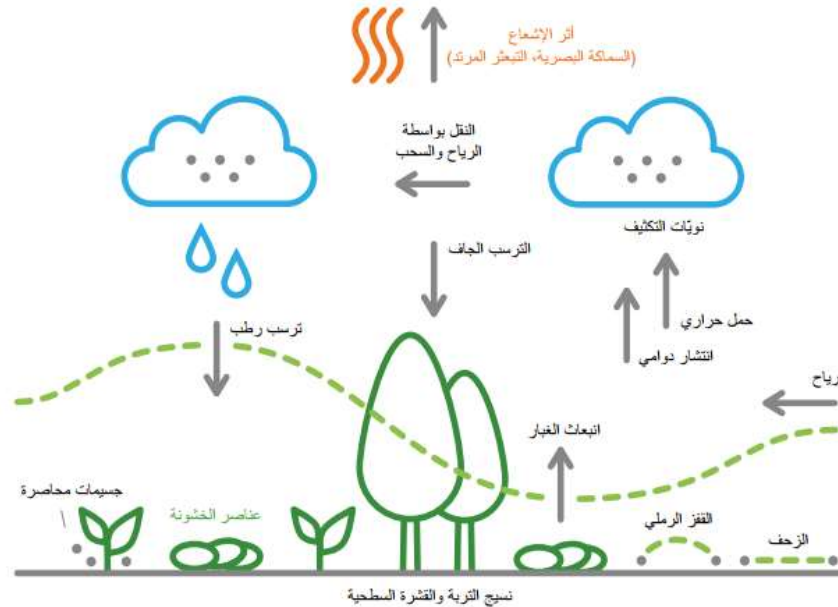 أثر الإشعاع
(السماكة البصرية، التبعثر المرتد)
النقل بواسطة
الرياح والسحب
نويّات التكثيف
الترسب الجاف
حمل حراري
ترسب رطب
انتشار دوامي
رياح
انبعاث الغبار
جسيمات محاصرة
عناصر الخشونة
القفز الرملي
الزحف
نسيج التربة والقشرة السطحية